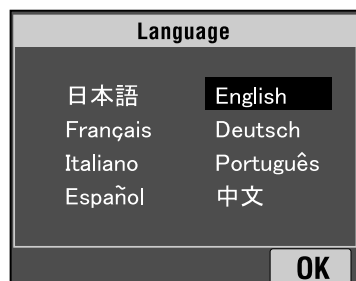 Language
日本語 English
Français Deutsch
Italiano Português
Español 中文
OK